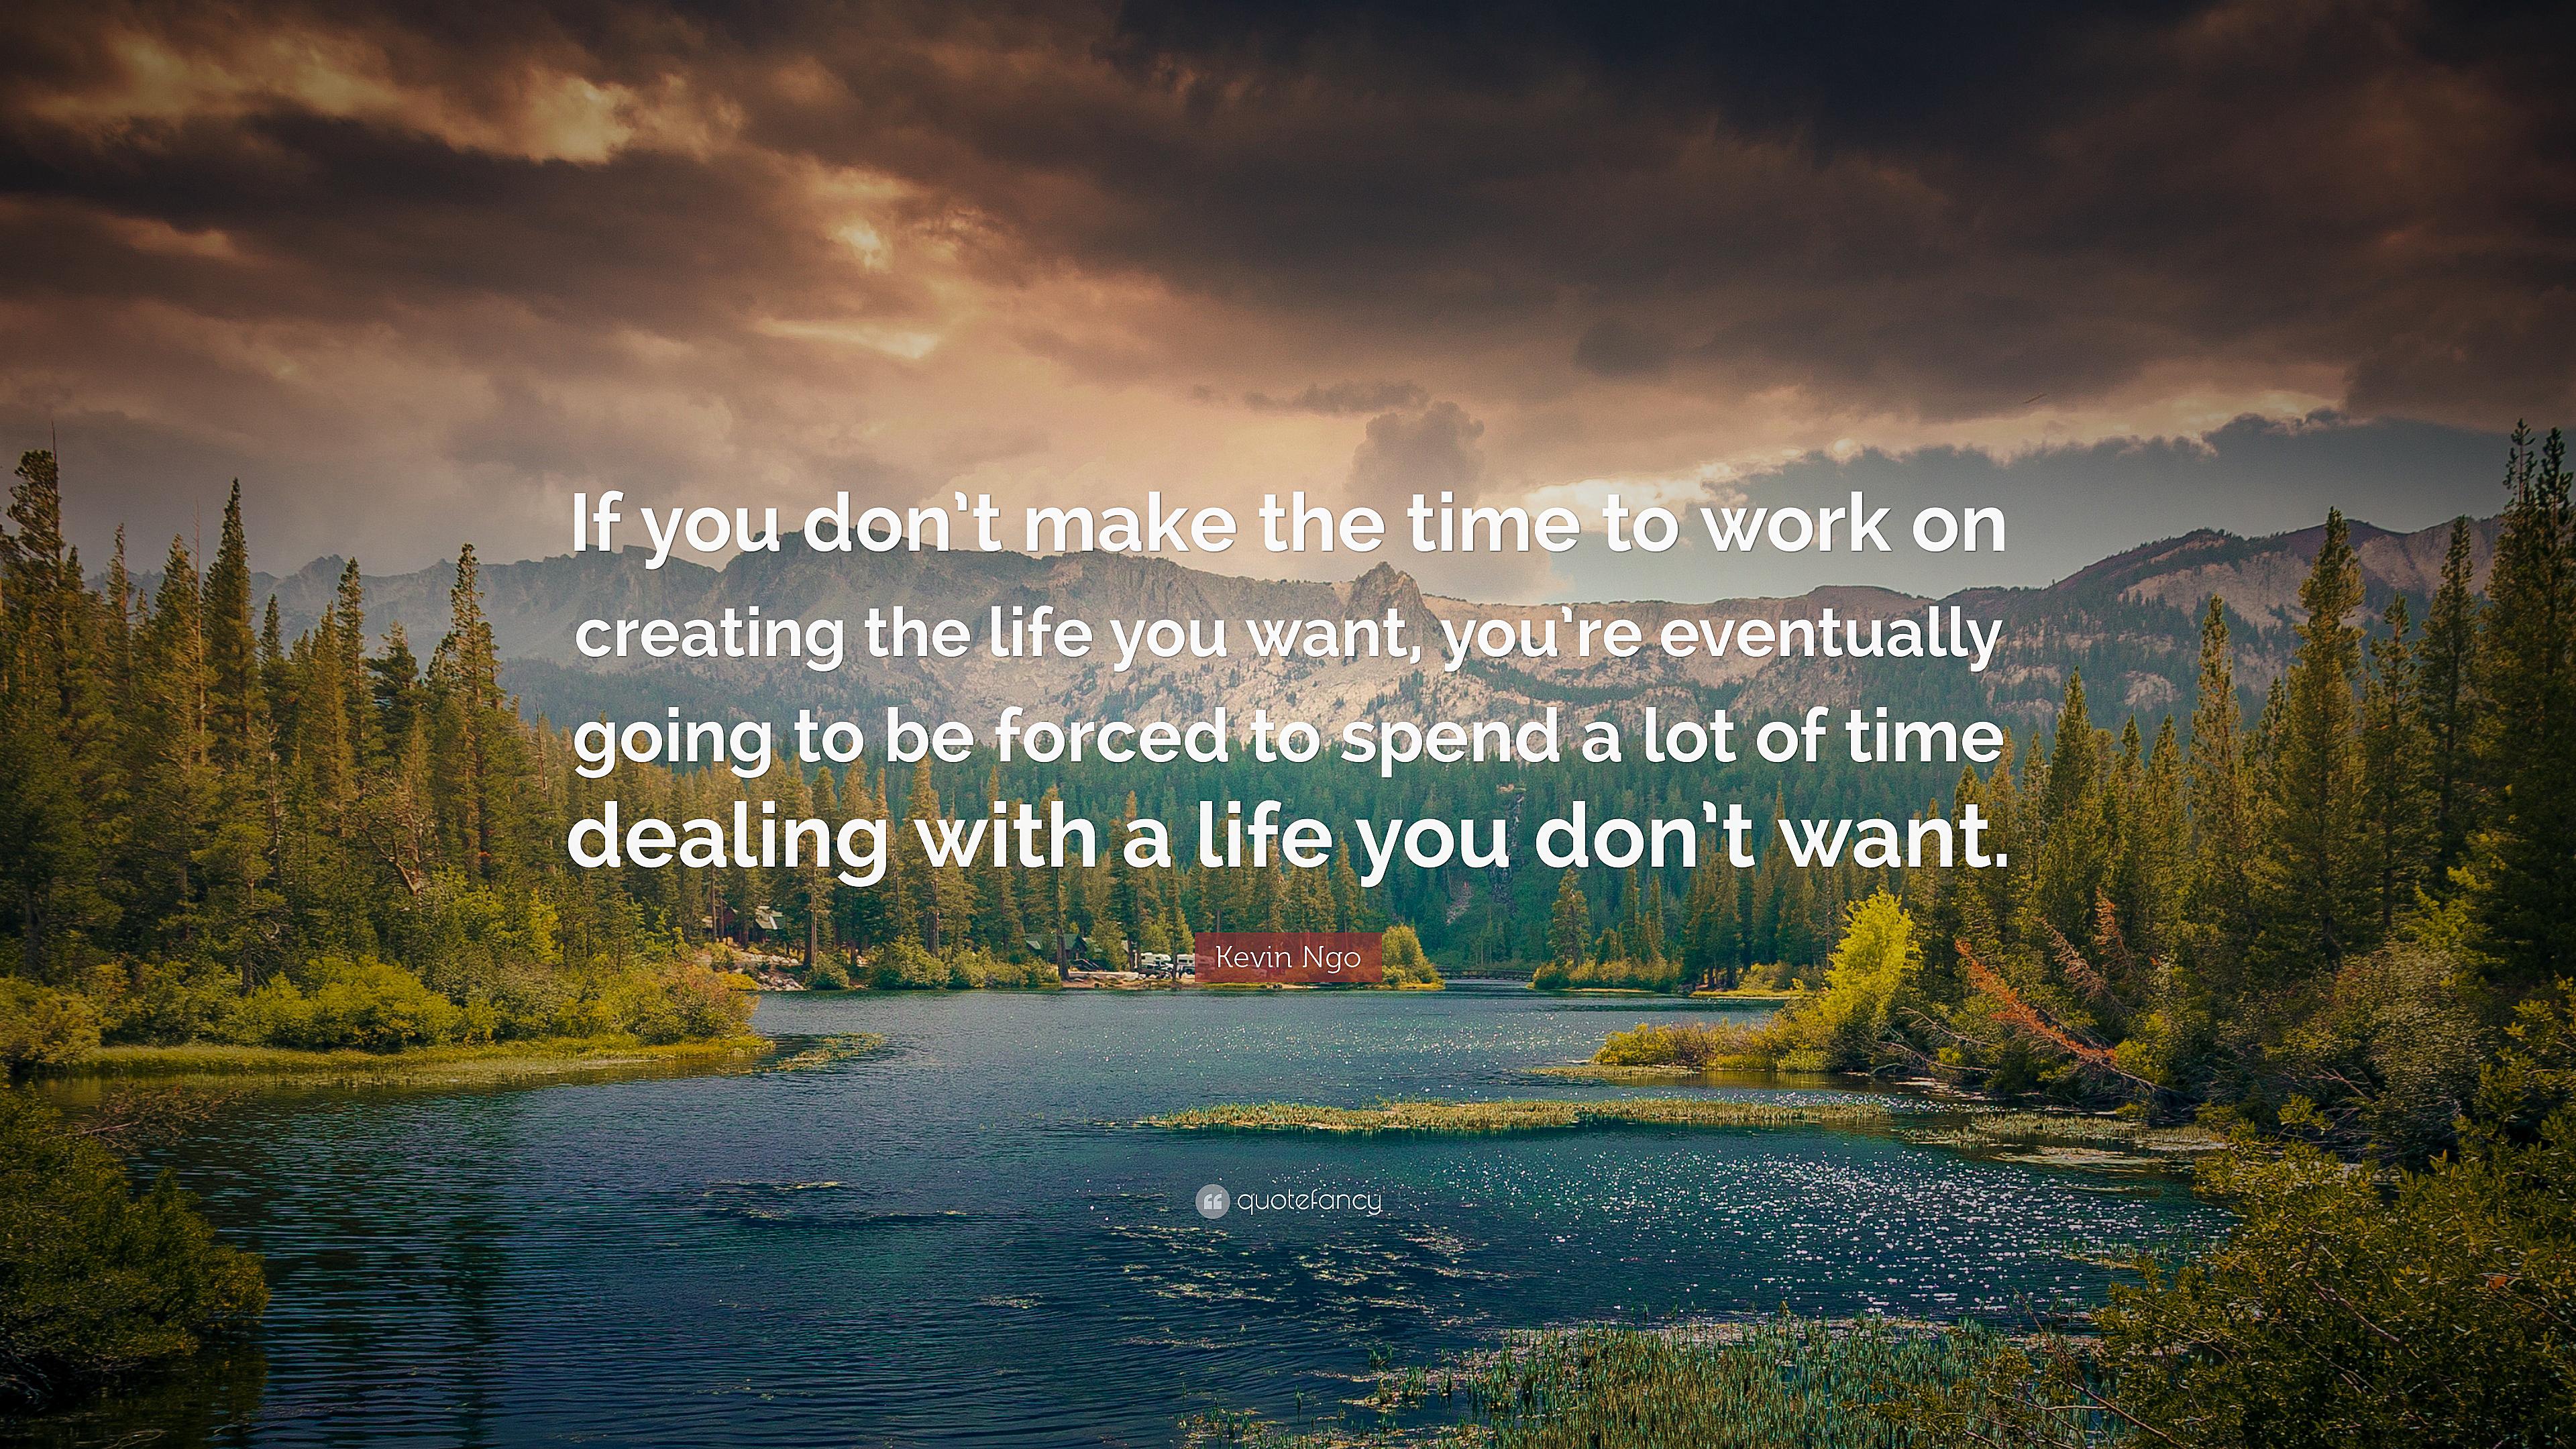 If you don’t make the time to work on
creating the life you want, you’re eventually
going to be forced to spend a lot of time
dealing with a life you don’t want.
Kevin Ngo
quotefancy